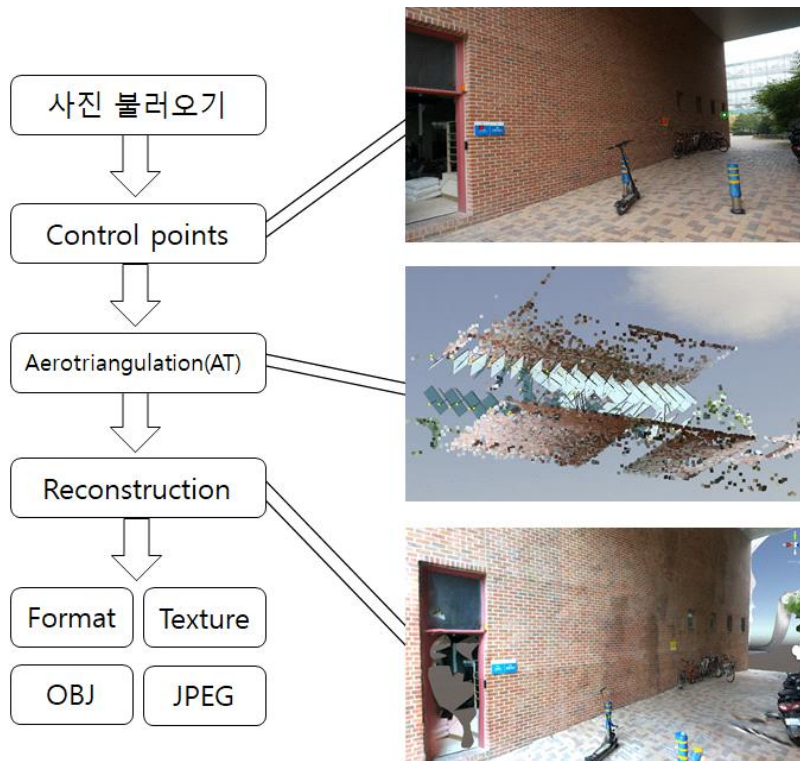 사진 불러오기
Control points
Aerotriangulation(AT)
Reconstruction
Format
Texture
OBJ
JPEG